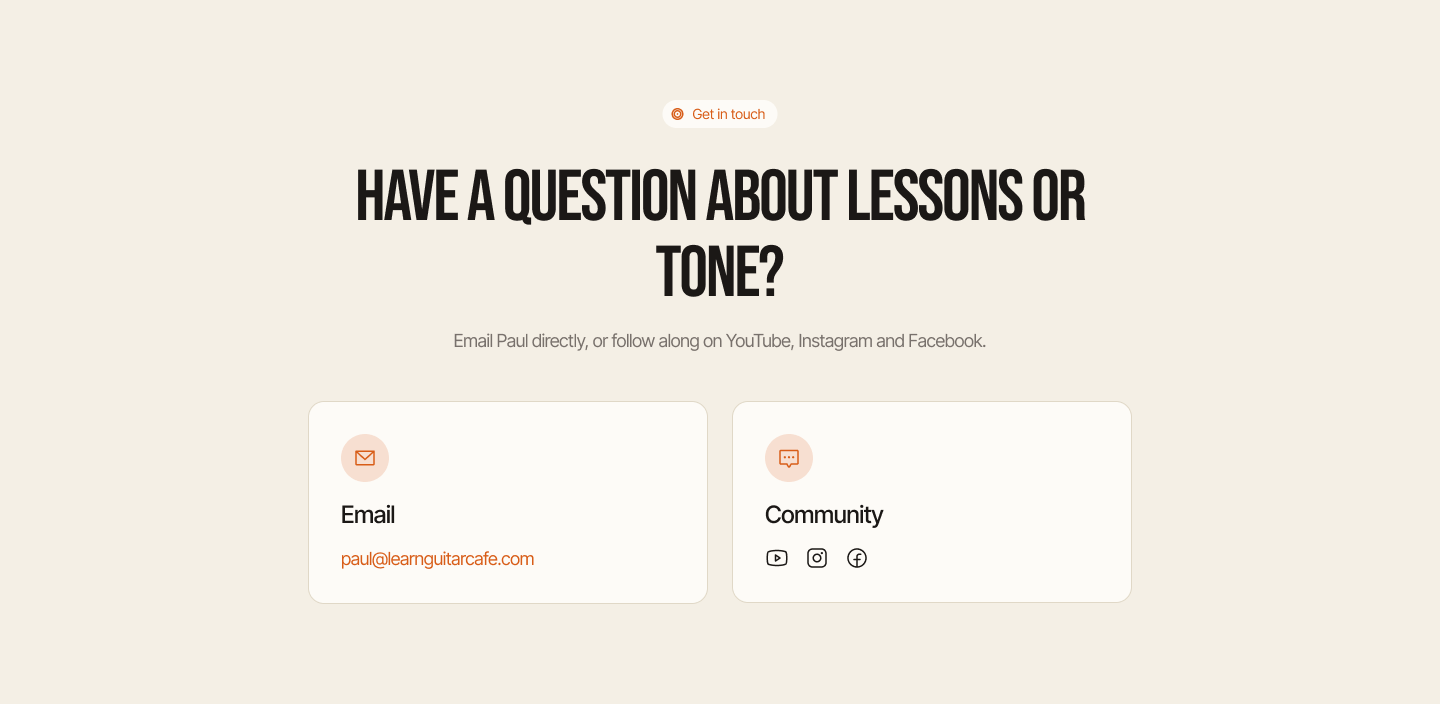 Get in touch
HAVE A QUESTION ABOUT LESSONS OR
TONE?
Email Paul directly, or follow along on YouTube, Instagram and Facebook.
Email
paul@learnguitarcafe.com
Community